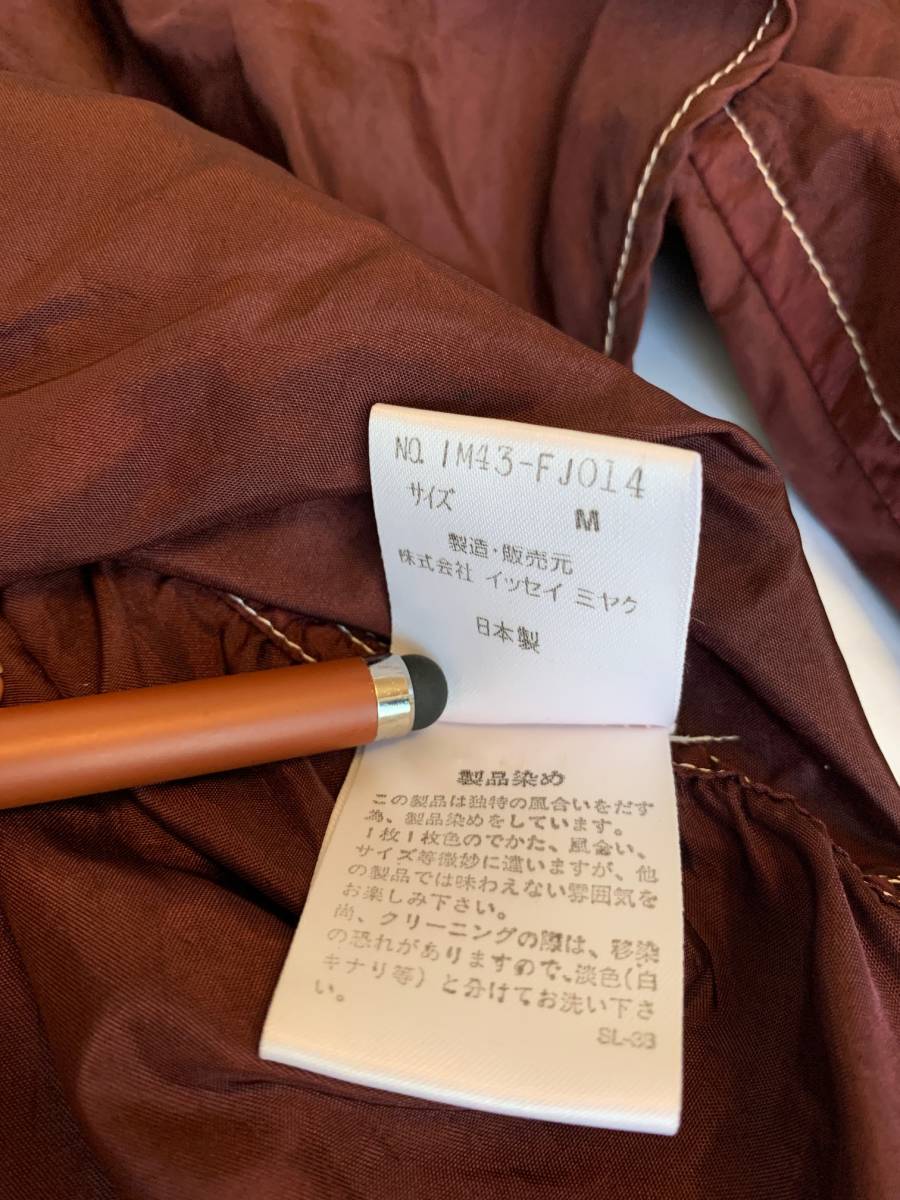 NO. IM43-FJ014
サイズ M
製造・販売元
株式会社 イッセイ ミヤケ
日本製
製品染め
この製品は独特の風合いをだす
為、製品染めをしています。
1枚1枚色のでかた、風合い、
サイズ等微妙に違いますが、他
の製品では味わえない雰囲気を
お楽しみ下さい。
尚、クリーニングの際は、移染
の恐れがありますので、淡色(白
キナリ等)と分けてお洗い下さ
い。
SL-38